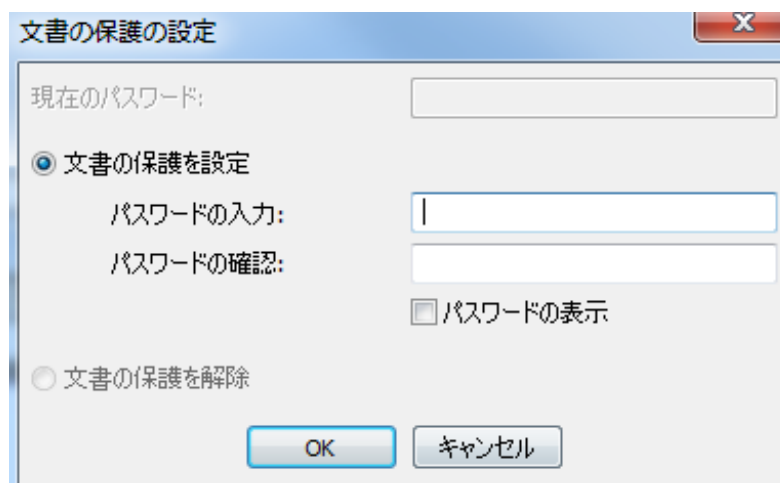 文書の保護の設定
現在のパスワード:
文書の保護を設定
パスワードの入力:
パスワードの確認:
パスワードの表示
文書の保護を解除
OK キャンセル